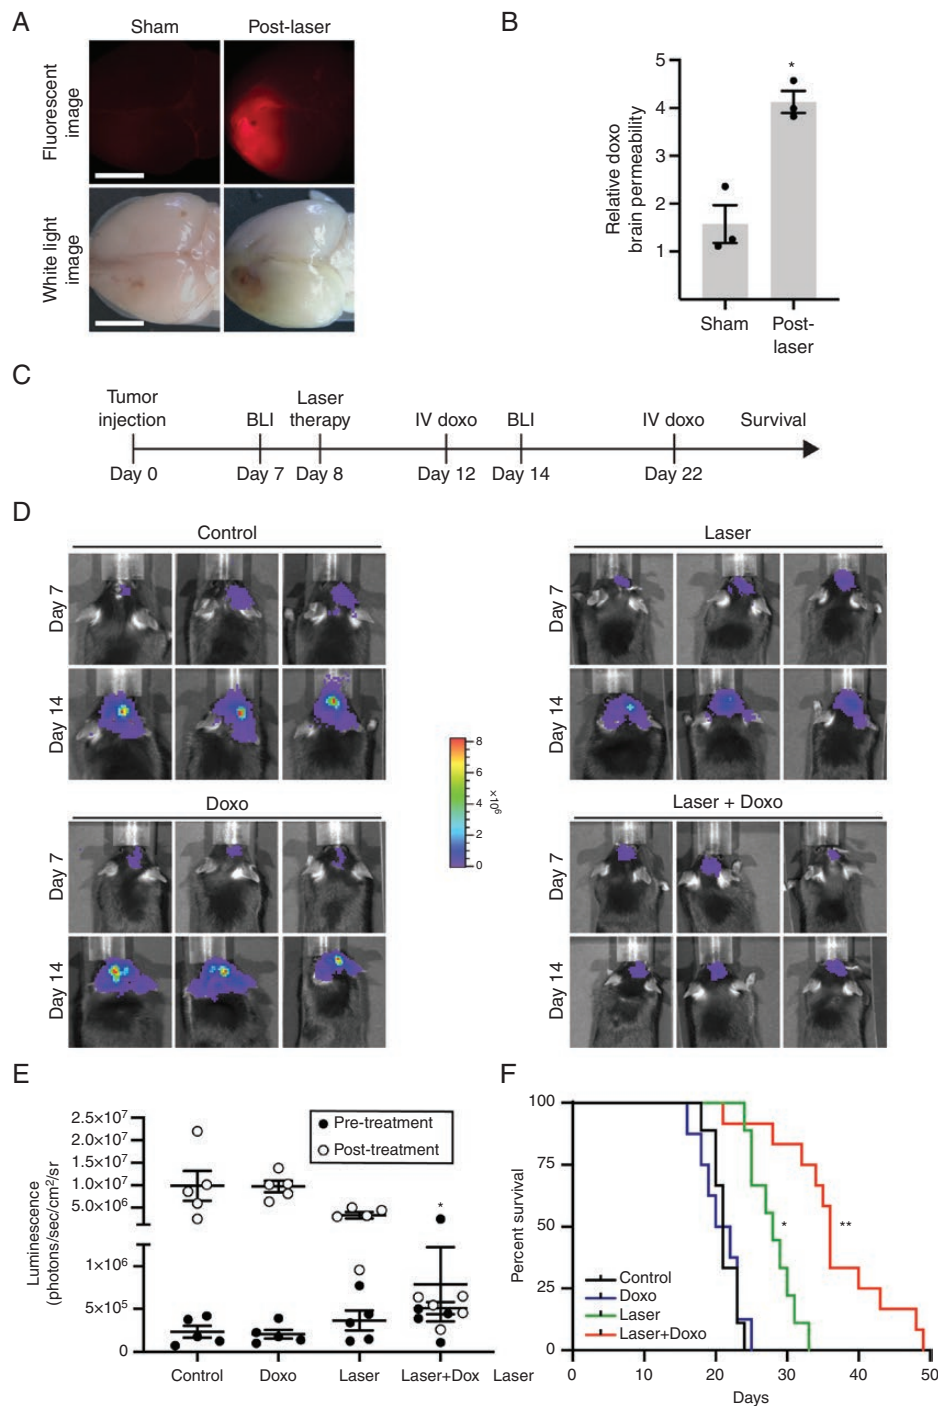 A
Sham
Post-laser
Fluorescent
image
White light
image
B
Relative doxo
brain permeability
5
4
3
2
1
*
Sham
Post-
laser
C
Tumor
injection
BLI
Laser
therapy
IV doxo
BLI
IV doxo
Survival
Day 0
Day 7
Day 8
Day 12
Day 14
Day 22
D
Control
Laser
Day 7
Day 14
Day 7
Day 14
8
6
4
2
0
×10⁶
Doxo
Laser + Doxo
Day 7
Day 14
Day 7
Day 14
E
Luminescence
(photons/sec/cm²/sr)
2.5×10⁷
2.0×10⁷
1.5×10⁷
1.0×10⁷
5.0×10⁶
1×10⁶
5×10⁵
0
Pre-treatment
Post-treatment
*
Control
Doxo
Laser
Laser+Dox
Laser
F
Percent survival
100
75
50
25
0
*
**
Control
Doxo
Laser
Laser+Doxo
0
10
20
30
40
50
Days